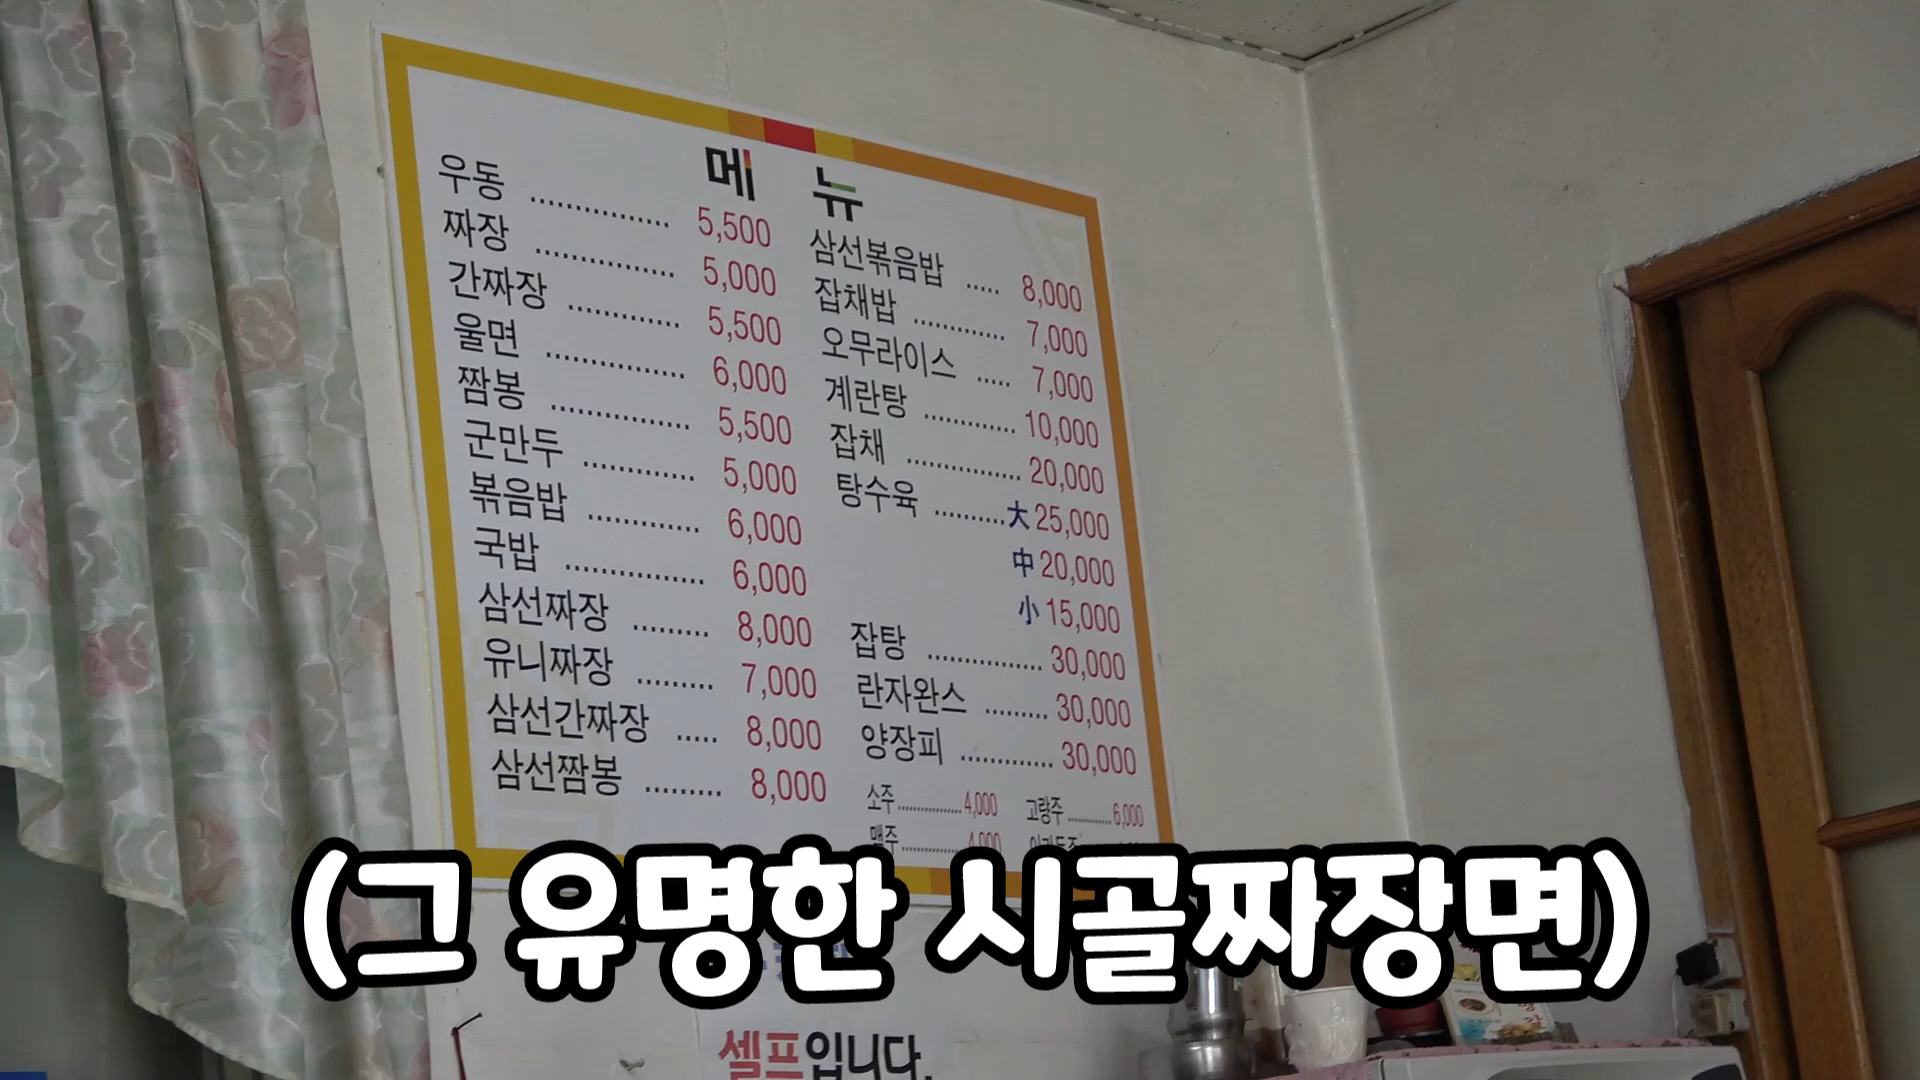 메뉴
우동 ............... 5,500
짜장 ............... 5,000
간짜장 ............ 5,500
울면 ............... 6,000
짬봉 ............... 5,500
군만두 ............ 5,000
볶음밥 ............ 6,000
국밥 ............... 6,000
삼선짜장 ......... 8,000
유니짜장 ......... 7,000
삼선간짜장 ..... 8,000
삼선짬봉 ......... 8,000
삼선볶음밥 ..... 8,000
잡채밥 ............ 7,000
오무라이스 ..... 7,000
계란탕 ............ 10,000
잡채 ............... 20,000
탕수육 .......... 大 25,000
中 20,000
小 15,000
잡탕 ............... 30,000
란자완스 ......... 30,000
양장피 ............ 30,000
소주 ............... 4,000
고량주 ............ 6,000
맥주 ............... 4,000
(그 유명한 시골짜장면)
셀프입니다.